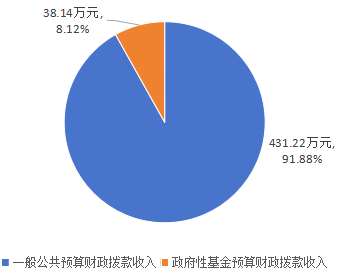 38.14万元,
8.12%
431.22万元,
91.88%
一般公共预算财政拨款收入 政府性基金预算财政拨款收入